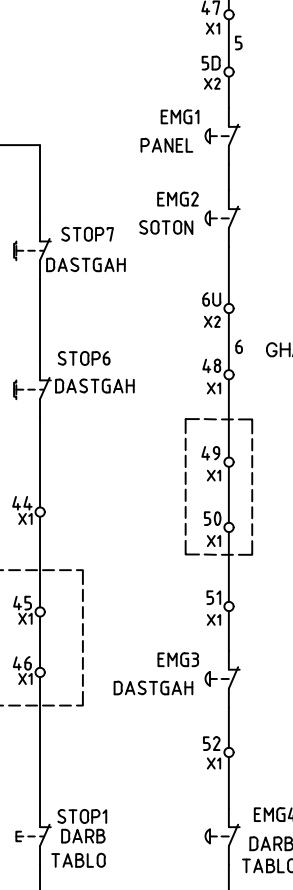 47
X1
5
5D
X2
EMG1
PANEL
EMG2
SOTON
6U
X2
6
48
X1
49
X1
50
X1
51
X1
EMG3
DASTGAH
52
X1
EMG4
DARB
TABLO
STOP7
DASTGAH
STOP6
DASTGAH
44
X1
45
X1
46
X1
STOP1
DARB
TABLO